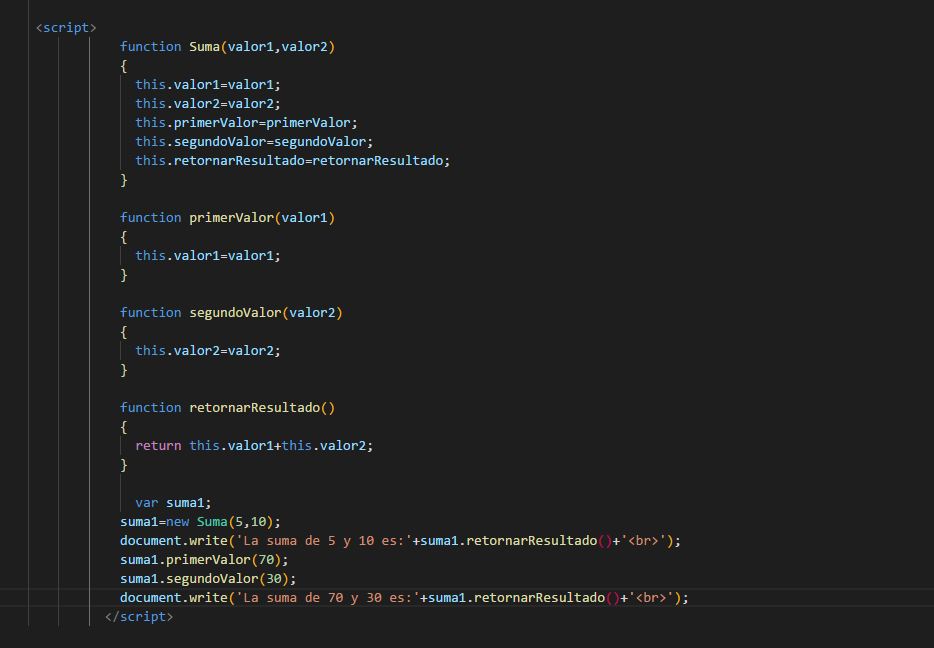 <script>
function Suma(valor1,valor2)
{
this.valor1=valor1;
this.valor2=valor2;
this.primerValor=primerValor;
this.segundoValor=segundoValor;
this.retornarResultado=retornarResultado;
}
function primerValor(valor1)
{
this.valor1=valor1;
}
function segundoValor(valor2)
{
this.valor2=valor2;
}
function retornarResultado()
{
return this.valor1+this.valor2;
}
var suma1;
suma1=new Suma(5,10);
document.write('La suma de 5 y 10 es:'+suma1.retornarResultado()+'<br>');
suma1.primerValor(70);
suma1.segundoValor(30);
document.write('La suma de 70 y 30 es:'+suma1.retornarResultado()+'<br>');
</script>